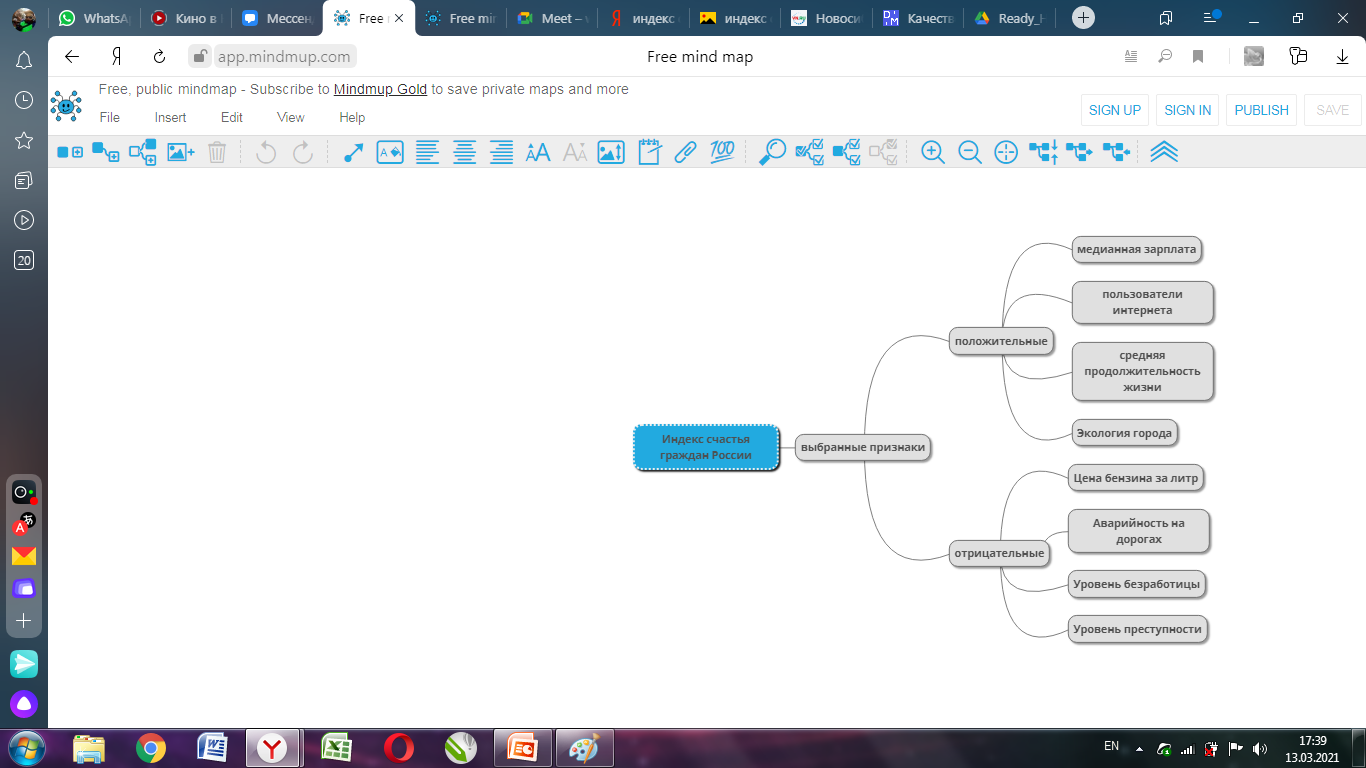 WhatsA
Кино в
Мессен
Free
Free min
Meet –
индекс
индекс
Новоси
Качеств
Ready_
app.mindmup.com
Free mind map
Free, public mindmap - Subscribe to Mindmup Gold to save private maps and more
File Insert Edit View Help
SIGN UP SIGN IN PUBLISH SAVE
20
медианная зарплата
пользователи
интернета
положительные
средняя
продолжительность
жизни
Экология города
Индекс счастья
граждан России
выбранные признаки
Цена бензина за литр
Аварийность на
дорогах
отрицательные
Уровень безработицы
Уровень преступности
EN
17:39
13.03.2021